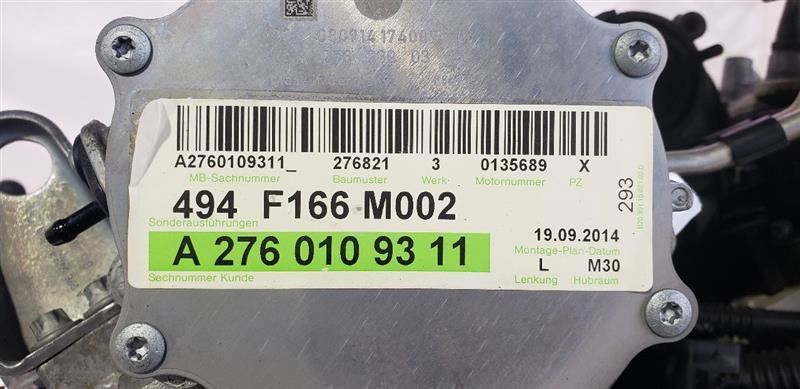 A2760109311_ 276821 3 0135689 X
MB-Sachnummer Baumuster Werk Motornummer PZ
494 F166 M002
Sonderausführungen
19.09.2014
A 276 010 93 11
Montage-Plan-Datum
L M30
Sachnummer Kunde
Lenkung Hubraum
293